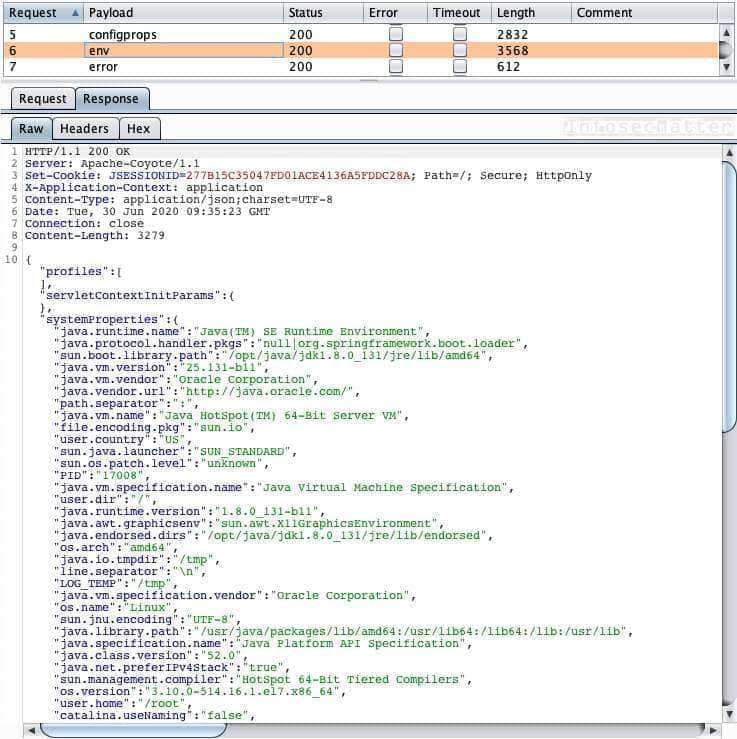 Request Payload Status Error Timeout Length Comment
5 configprops 200 2832
6 env 200 3568
7 error 200 612
Request Response
Raw Headers Hex
infosecmatter
1 HTTP/1.1 200 OK
2 Server: Apache-Coyote/1.1
3 Set-Cookie: JSESSIONID=277B15C35047FD01ACE4136A5FDDC28A; Path=/; Secure; HttpOnly
4 X-Application-Context: application
5 Content-Type: application/json;charset=UTF-8
6 Date: Tue, 30 Jun 2020 09:35:23 GMT
7 Connection: close
8 Content-Length: 3279
9
10 {
"profiles":[
],
"servletContextInitParams":{
},
"systemProperties":{
"java.runtime.name":"Java(TM) SE Runtime Environment",
"java.protocol.handler.pkgs":"null|org.springframework.boot.loader",
"sun.boot.library.path":"/opt/java/jdk1.8.0_131/jre/lib/amd64",
"java.vm.version":"25.131-b11",
"java.vm.vendor":"Oracle Corporation",
"java.vendor.url":"http://java.oracle.com/",
"path.separator":":",
"java.vm.name":"Java HotSpot(TM) 64-Bit Server VM",
"file.encoding.pkg":"sun.io",
"user.country":"US",
"sun.java.launcher":"SUN_STANDARD",
"sun.os.patch.level":"unknown",
"PID":"17008",
"java.vm.specification.name":"Java Virtual Machine Specification",
"user.dir":"/",
"java.runtime.version":"1.8.0_131-b11",
"java.awt.graphicsenv":"sun.awt.X11GraphicsEnvironment",
"java.endorsed.dirs":"/opt/java/jdk1.8.0_131/jre/lib/endorsed",
"os.arch":"amd64",
"java.io.tmpdir":"/tmp",
"line.separator":"\n",
"LOG_TEMP":"/tmp",
"java.vm.specification.vendor":"Oracle Corporation",
"os.name":"Linux",
"sun.jnu.encoding":"UTF-8",
"java.library.path":"/usr/java/packages/lib/amd64:/usr/lib64:/lib64:/lib:/usr/lib",
"java.specification.name":"Java Platform API Specification",
"java.class.version":"52.0",
"java.net.preferIPv4Stack":"true",
"sun.management.compiler":"HotSpot 64-Bit Tiered Compilers",
"os.version":"3.10.0-514.16.1.el7.x86_64",
"user.home":"/root",
"catalina.useNaming":"false",